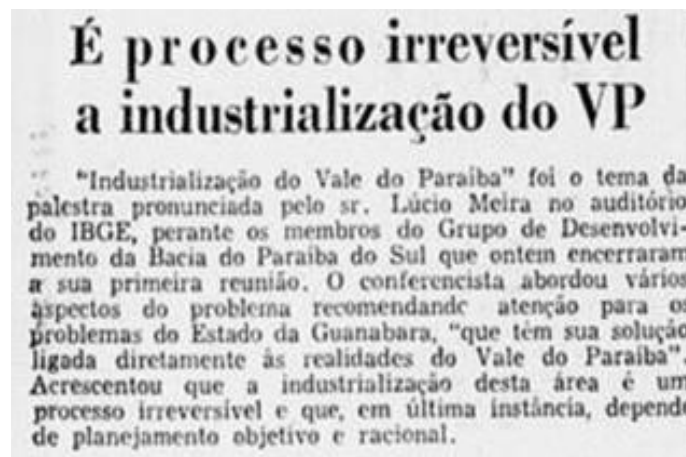 É processo irreversível
a industrialização do VP
"Industrialização do Vale do Paraíba" foi o tema da
palestra pronunciada pelo sr. Lúcio Meira no auditório
do IBGE, perante os membros do Grupo de Desenvolvi-
mento da Bacia do Paraíba do Sul que ontem encerraram
a sua primeira reunião. O conferencista abordou vários
aspectos do problema recomendando atenção para os
problemas do Estado da Guanabara, "que têm sua solução
ligada diretamente às realidades do Vale do Paraíba".
Acrescentou que a industrialização desta área é um
processo irreversível e que, em última instância, depende
de planejamento objetivo e racional.